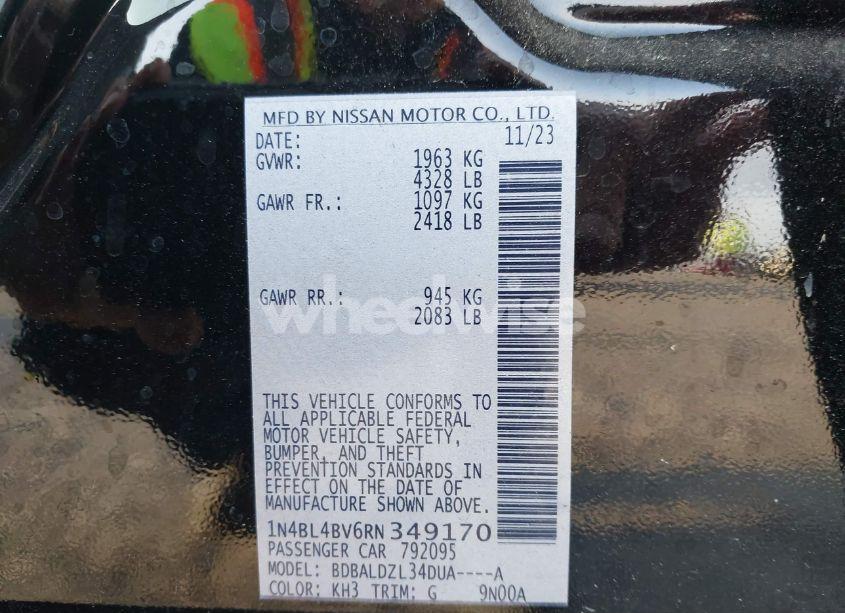 MFD BY NISSAN MOTOR CO., LTD.
DATE: 11/23
GVWR: 1963 KG
4328 LB
GAWR FR.: 1097 KG
2418 LB
GAWR RR.: 945 KG
2083 LB
wheelwise
THIS VEHICLE CONFORMS TO
ALL APPLICABLE FEDERAL
MOTOR VEHICLE SAFETY,
BUMPER, AND THEFT
PREVENTION STANDARDS IN
EFFECT ON THE DATE OF
MANUFACTURE SHOWN ABOVE.
1N4BL4BV6RN349170
PASSENGER CAR 792095
MODEL: BDBALDZL34DUA----A
COLOR: KH3 TRIM: G 9N00A